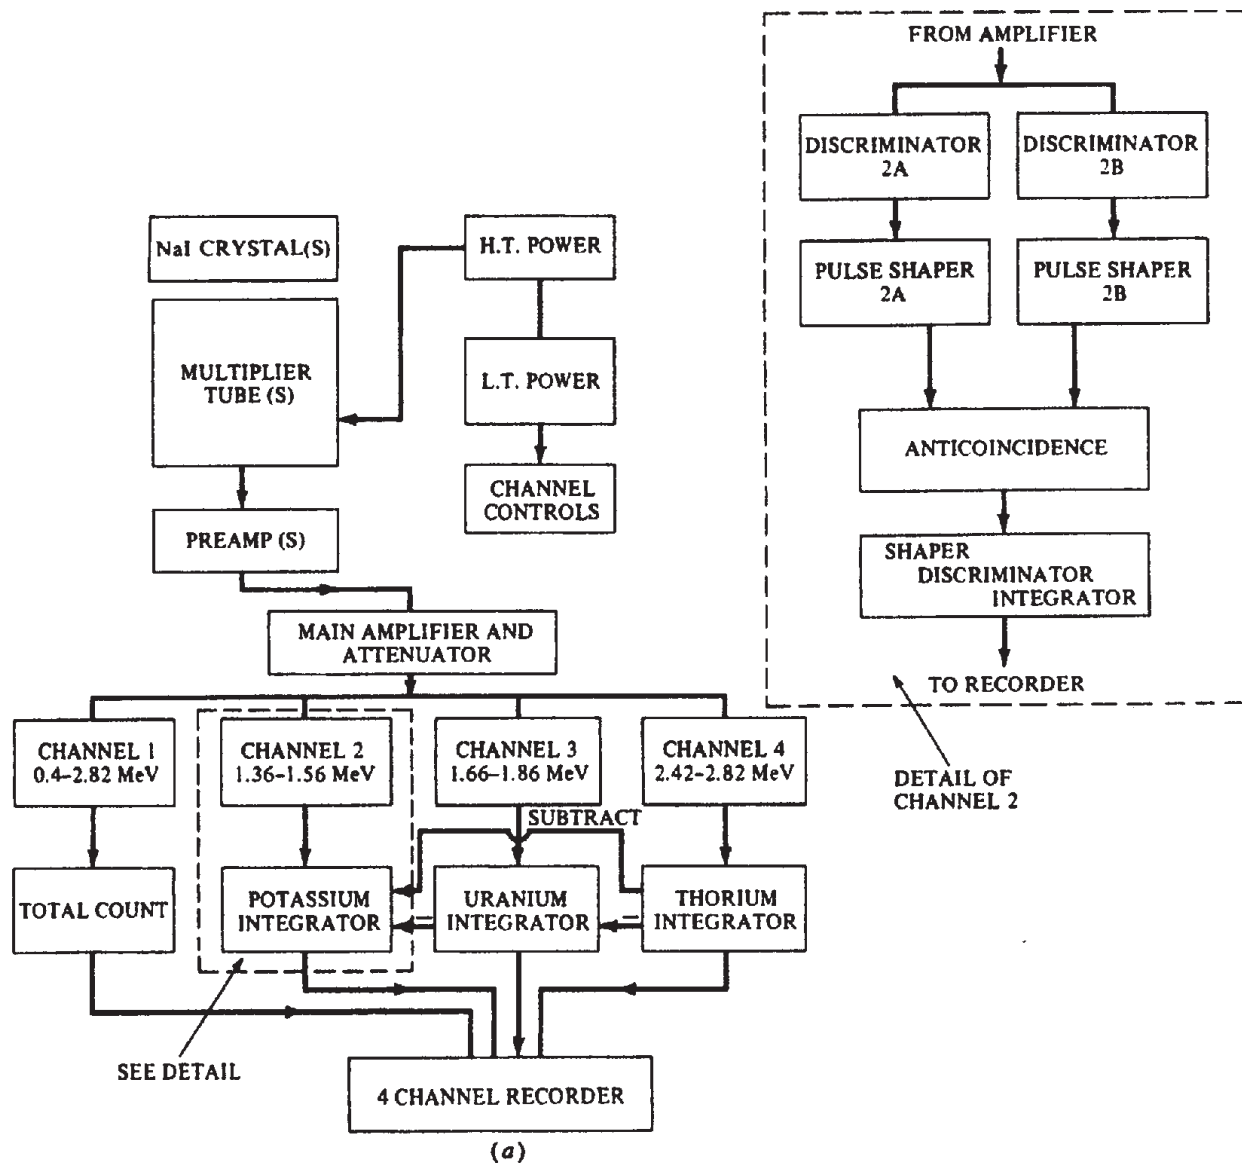 FROM AMPLIFIER
DISCRIMINATOR
2A
DISCRIMINATOR
2B
PULSE SHAPER
2A
PULSE SHAPER
2B
ANTICOINCIDENCE
SHAPER
DISCRIMINATOR
INTEGRATOR
TO RECORDER
DETAIL OF
CHANNEL 2
NaI CRYSTAL(S)
H.T. POWER
MULTIPLIER
TUBE (S)
L.T. POWER
CHANNEL
CONTROLS
PREAMP (S)
MAIN AMPLIFIER AND
ATTENUATOR
CHANNEL 1
0.4–2.82 MeV
CHANNEL 2
1.36–1.56 MeV
CHANNEL 3
1.66–1.86 MeV
CHANNEL 4
2.42–2.82 MeV
SUBTRACT
TOTAL COUNT
POTASSIUM
INTEGRATOR
–
URANIUM
INTEGRATOR
–
THORIUM
INTEGRATOR
SEE DETAIL
4 CHANNEL RECORDER
(a)